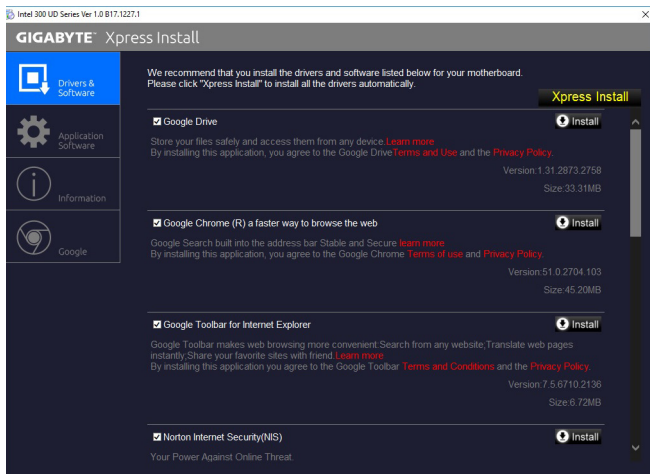 Intel 300 UD Series Ver 1.0 B17.1227.1
GIGABYTE™ Xpress Install
Drivers & Software
Application Software
Information
Google
We recommend that you install the drivers and software listed below for your motherboard.
Please click "Xpress Install" to install all the drivers automatically.
Xpress Install
Google Drive
Install
Store your files safely and access them from any device.Learn more
By installing this application, you agree to the Google DriveTerms and Use and the Privacy Policy.
Version:1.31.2873.2758
Size:33.31MB
Google Chrome (R) a faster way to browse the web
Install
Google Search built into the address bar Stable and Secure learn more
By installing this application, you agree to the Google Chrome Terms of use and Privacy Policy.
Version:51.0.2704.103
Size:45.20MB
Google Toolbar for Internet Explorer
Install
Google Toolbar makes web browsing more convenient Search from any website;Translate web pages
instantly;Share your favorite sites with friend.Learn more
By installing this application you agree to the Google Toolbar Terms and Conditions and the Privacy Policy.
Version:7.5.6710.2136
Size:6.72MB
Norton Internet Security(NIS)
Install
Your Power Against Online Threat.